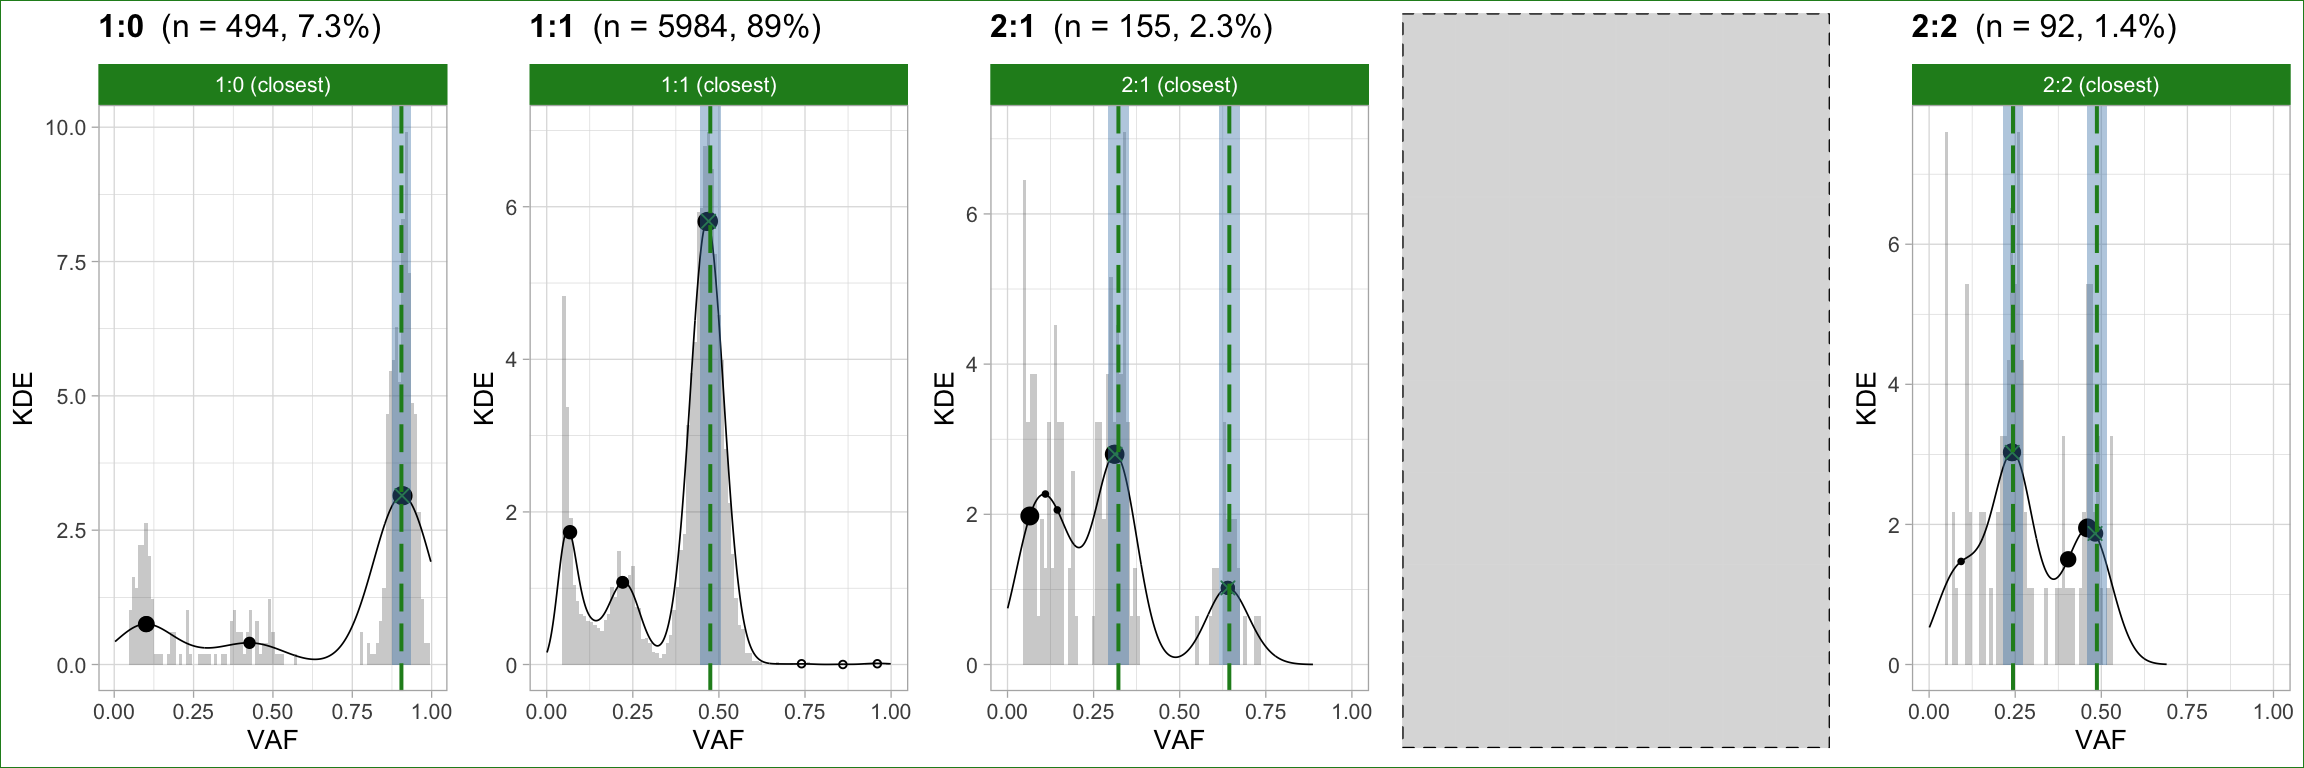 1:0 (n = 494, 7.3%)
1:0 (closest)
10.0
7.5
5.0
2.5
0.0
KDE
0.00 0.25 0.50 0.75 1.00
VAF
1:1 (n = 5984, 89%)
1:1 (closest)
6
4
2
0
KDE
0.00 0.25 0.50 0.75 1.00
VAF
2:1 (n = 155, 2.3%)
2:1 (closest)
6
4
2
0
KDE
0.00 0.25 0.50 0.75 1.00
VAF
2:2 (n = 92, 1.4%)
2:2 (closest)
6
4
2
0
KDE
0.00 0.25 0.50 0.75 1.00
VAF